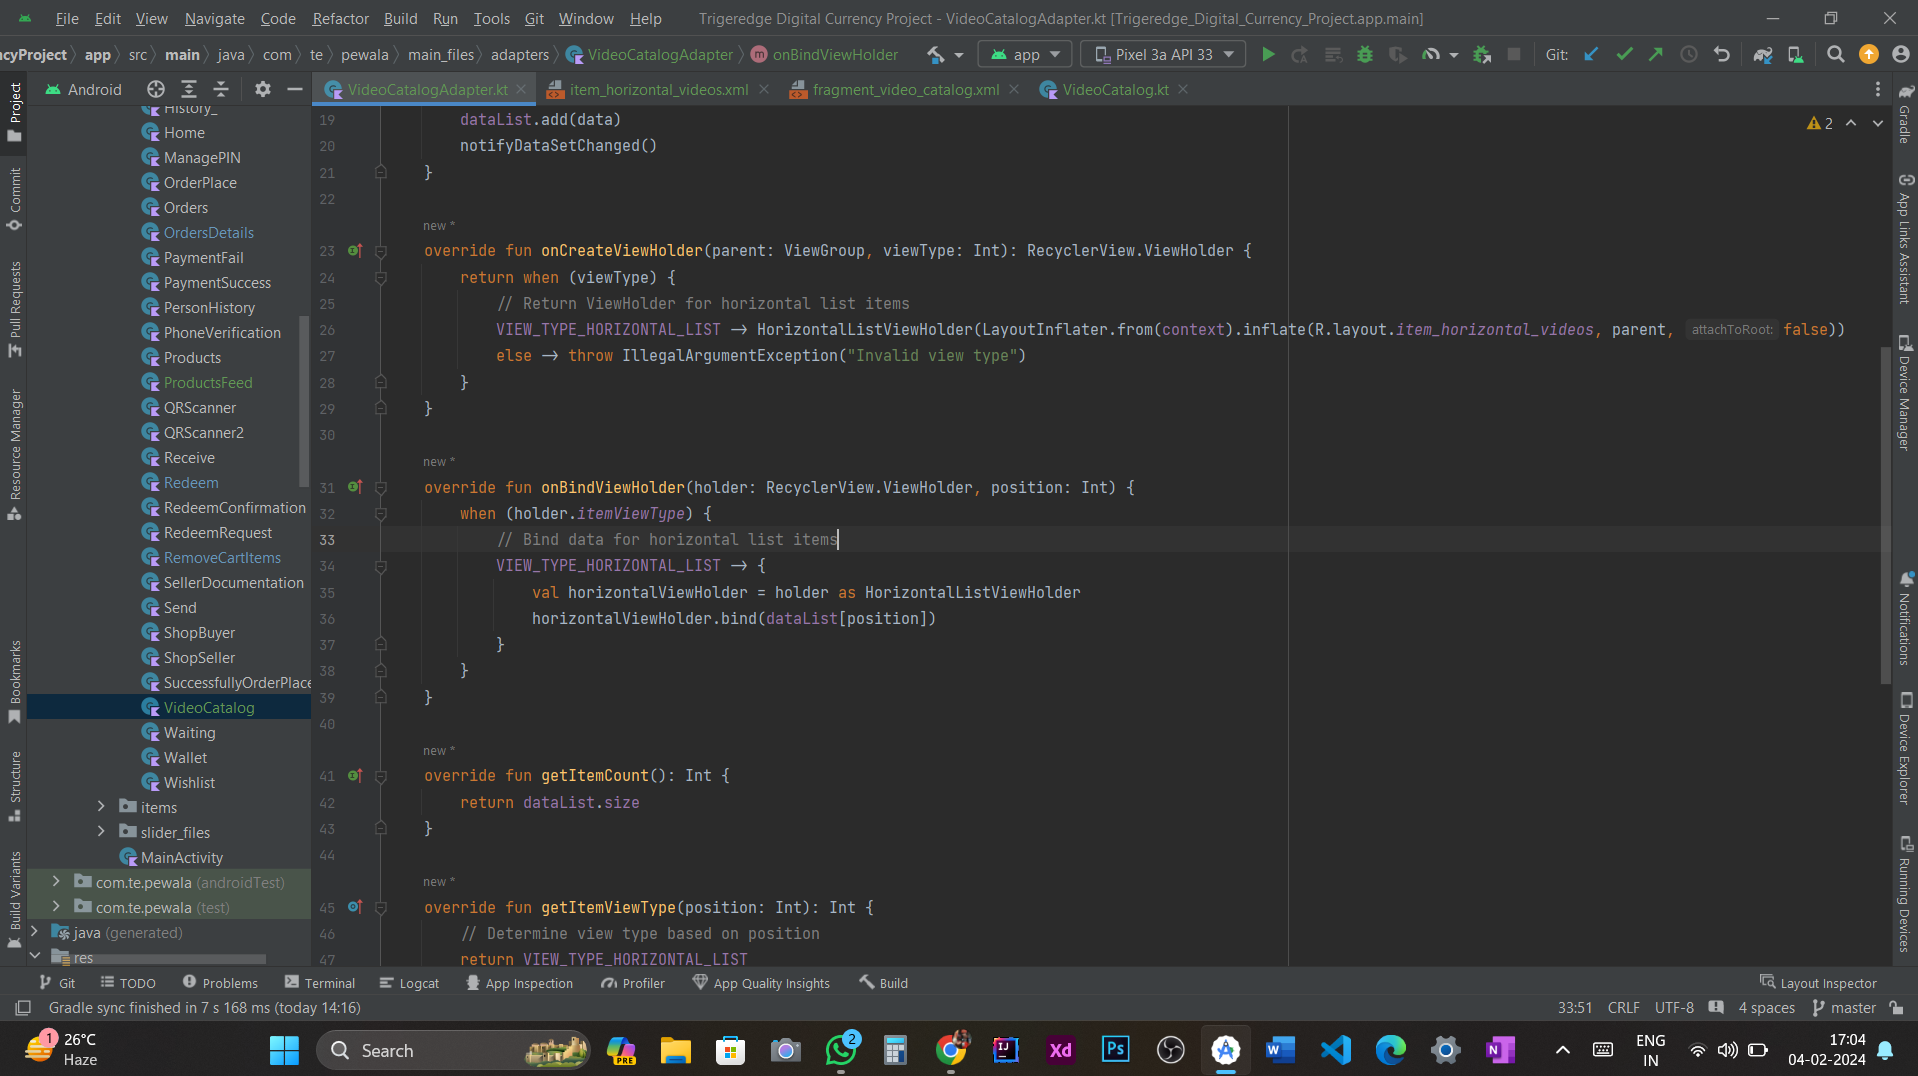 File Edit View Navigate Code Refactor Build Run Tools Git Window Help Trigeredge Digital Currency Project - VideoCatalogAdapter.kt [Trigeredge_Digital_Currency_Project.app.main]
ncyProject app src main java com te pewala main_files adapters VideoCatalogAdapter m onBindViewHolder app Pixel 3a API 33 Git:
Android VideoCatalogAdapter.kt item_horizontal_videos.xml fragment_video_catalog.xml VideoCatalog.kt
Project
Commit
Pull Requests
Resource Manager
Bookmarks
Structure
Build Variants
History_
Home
ManagePIN
OrderPlace
Orders
OrdersDetails
PaymentFail
PaymentSuccess
PersonHistory
PhoneVerification
Products
ProductsFeed
QRScanner
QRScanner2
Receive
Redeem
RedeemConfirmation
RedeemRequest
RemoveCartItems
SellerDocumentation
Send
ShopBuyer
ShopSeller
SuccessfullyOrderPlace
VideoCatalog
Waiting
Wallet
Wishlist
items
slider_files
MainActivity
com.te.pewala (androidTest)
com.te.pewala (test)
java (generated)
res
2
19 dataList.add(data)
20 notifyDataSetChanged()
21 }
22
new *
23 override fun onCreateViewHolder(parent: ViewGroup, viewType: Int): RecyclerView.ViewHolder {
24 return when (viewType) {
25 // Return ViewHolder for horizontal list items
26 VIEW_TYPE_HORIZONTAL_LIST -> HorizontalListViewHolder(LayoutInflater.from(context).inflate(R.layout.item_horizontal_videos, parent, attachToRoot: false))
27 else -> throw IllegalArgumentException("Invalid view type")
28 }
29 }
30
new *
31 override fun onBindViewHolder(holder: RecyclerView.ViewHolder, position: Int) {
32 when (holder.itemViewType) {
33 // Bind data for horizontal list items
34 VIEW_TYPE_HORIZONTAL_LIST -> {
35 val horizontalViewHolder = holder as HorizontalListViewHolder
36 horizontalViewHolder.bind(dataList[position])
37 }
38 }
39 }
40
new *
41 override fun getItemCount(): Int {
42 return dataList.size
43 }
44
new *
45 override fun getItemViewType(position: Int): Int {
46 // Determine view type based on position
47 return VIEW_TYPE_HORIZONTAL_LIST
Gradle
App Links Assistant
Device Manager
Notifications
Device Explorer
Running Devices
Git TODO Problems Terminal Logcat App Inspection Profiler App Quality Insights Build Layout Inspector
Gradle sync finished in 7 s 168 ms (today 14:16) 33:51 CRLF UTF-8 4 spaces master
1 26°C
Haze
Search PRE 2 IJ Xd Ps W N
ENG
IN
17:04
04-02-2024